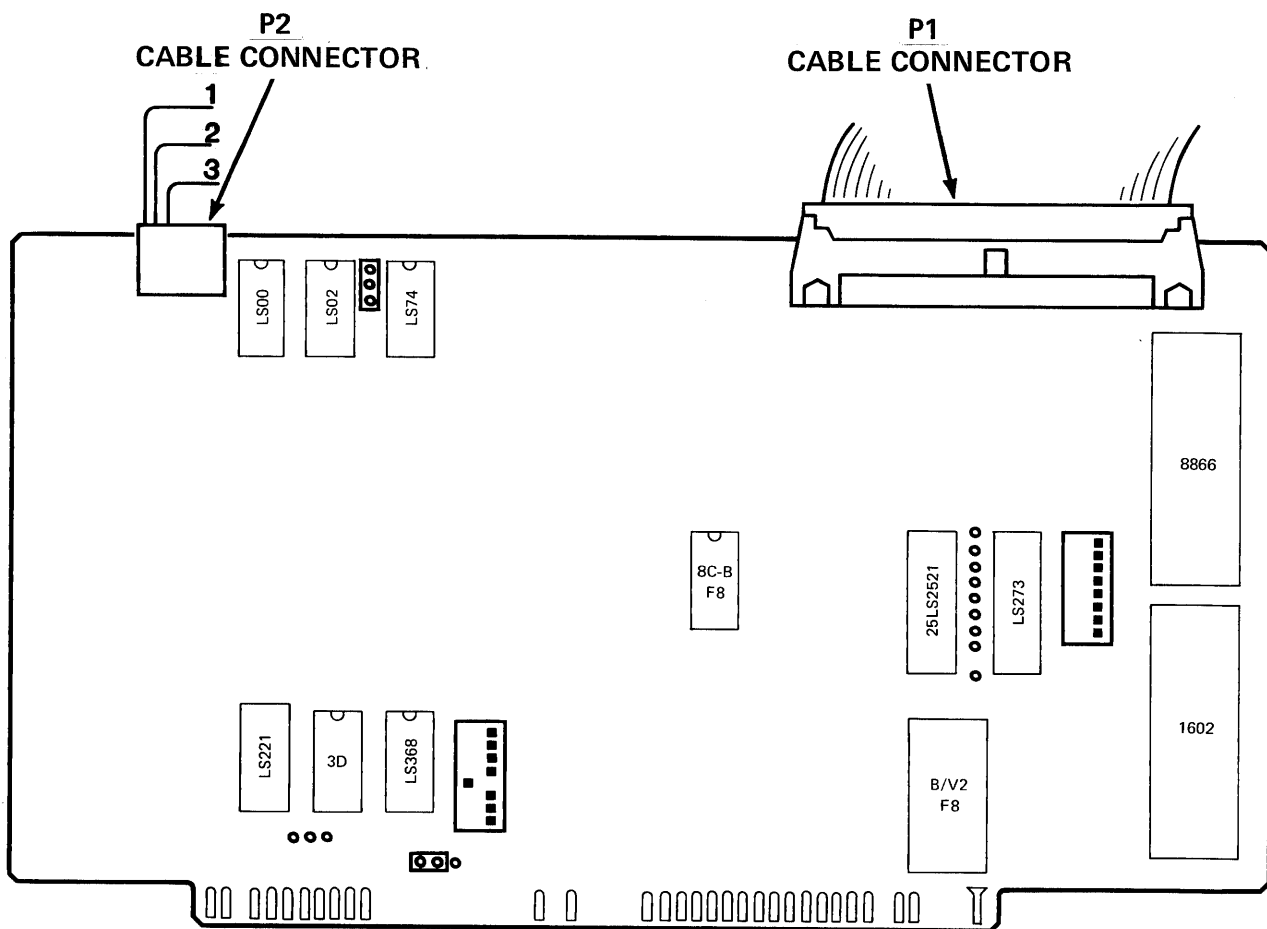 P2
CABLE CONNECTOR
P1
CABLE CONNECTOR
1
2
3
LS00
LS02
LS74
8866
8C-B
F8
25LS2521
LS273
LS221
3D
LS368
B/V2
F8
1602